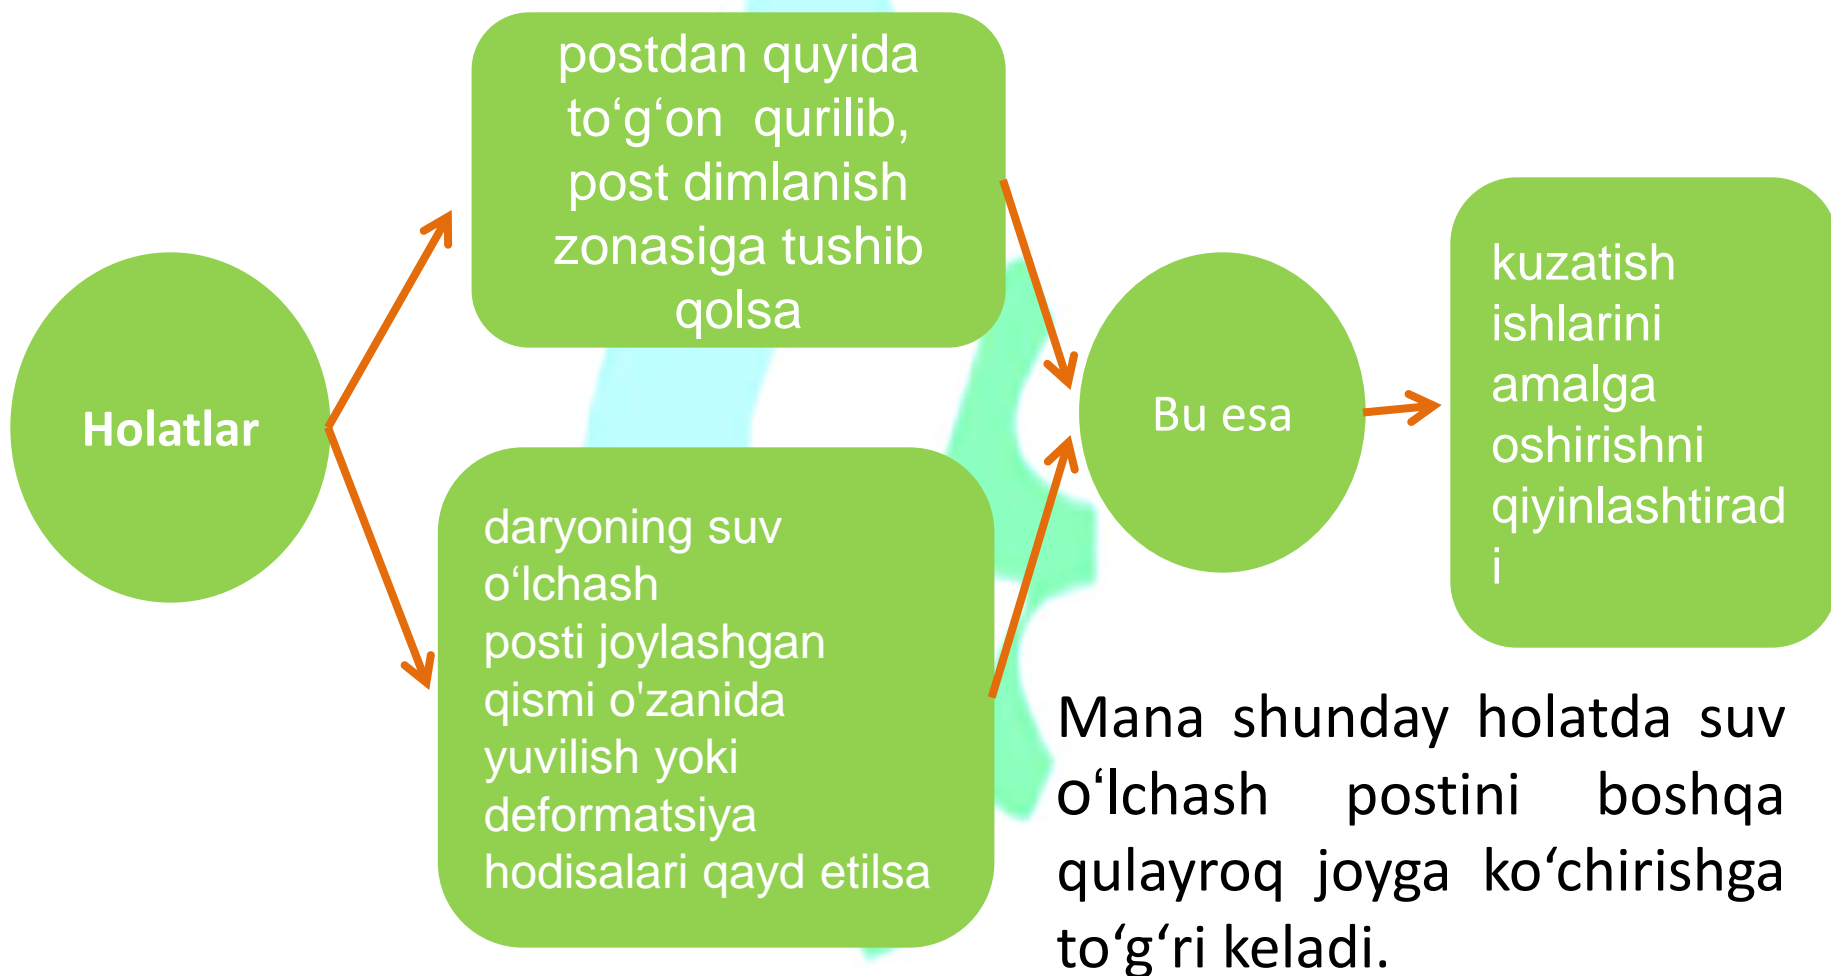 Holatlar
postdan quyida
to‘g‘on  qurilib,
post dimlanish
zonasiga tushib
qolsa
daryoning suv
o‘lchash
posti joylashgan
qismi o'zanida
yuvilish yoki
deformatsiya
hodisalari qayd etilsa
Bu esa
kuzatish
ishlarini
amalga
oshirishni
qiyinlashtirad
i
Mana shunday holatda suv
o‘lchash postini boshqa
qulayroq joyga ko‘chirishga
to‘g‘ri keladi.